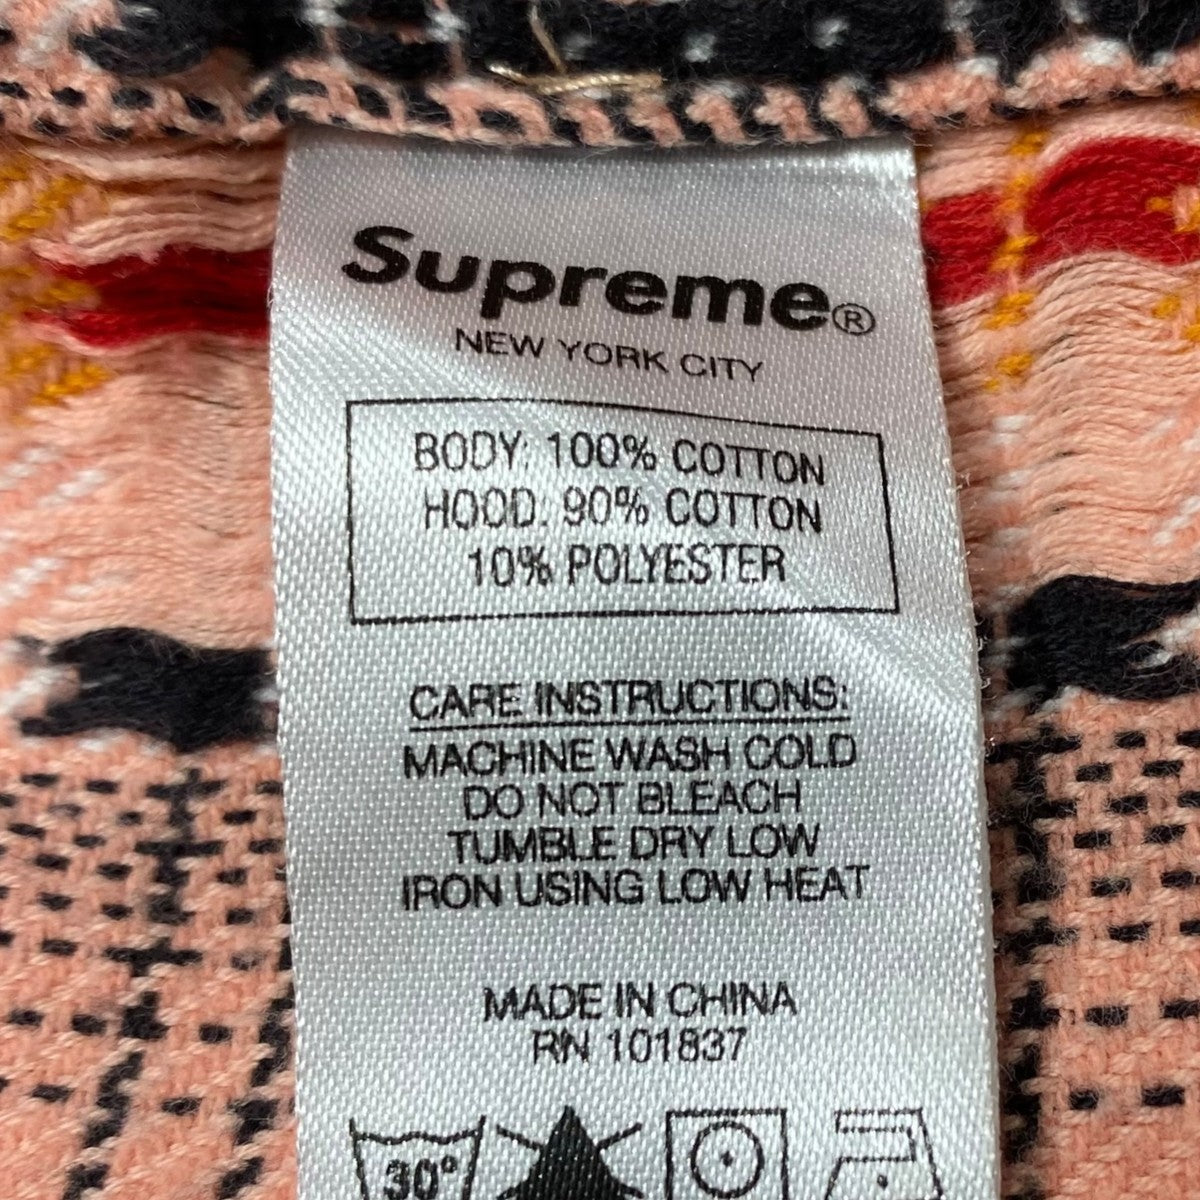 Supreme®
NEW YORK CITY
BODY: 100% COTTON
HOOD: 90% COTTON
10% POLYESTER
CARE INSTRUCTIONS:
MACHINE WASH COLD
DO NOT BLEACH
TUMBLE DRY LOW
IRON USING LOW HEAT
MADE IN CHINA
RN 101837
30°